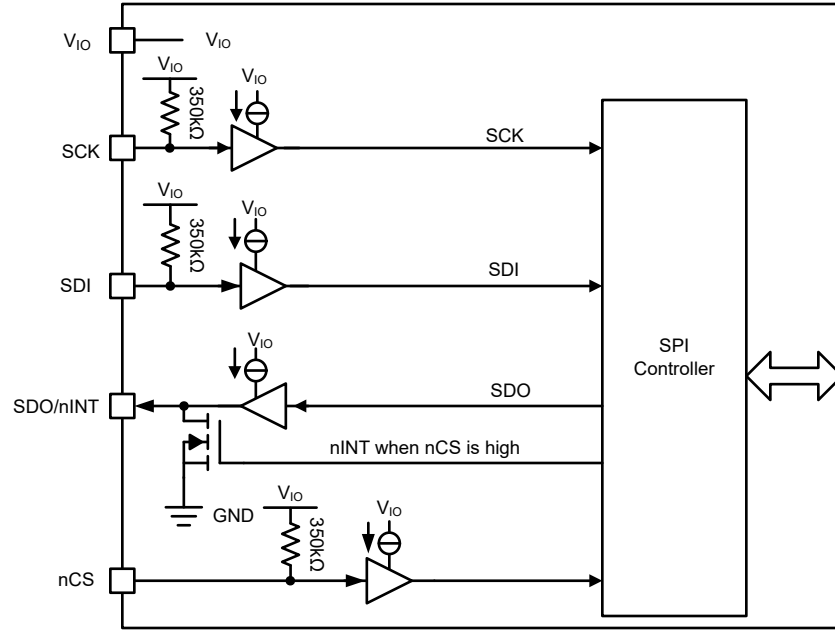 VIO
VIO
VIO
350kΩ
VIO
SCK
SCK
VIO
350kΩ
VIO
SDI
SDI
VIO
SDO/nINT
SDO
nINT when nCS is high
GND
VIO
350kΩ
VIO
nCS
SPI
Controller